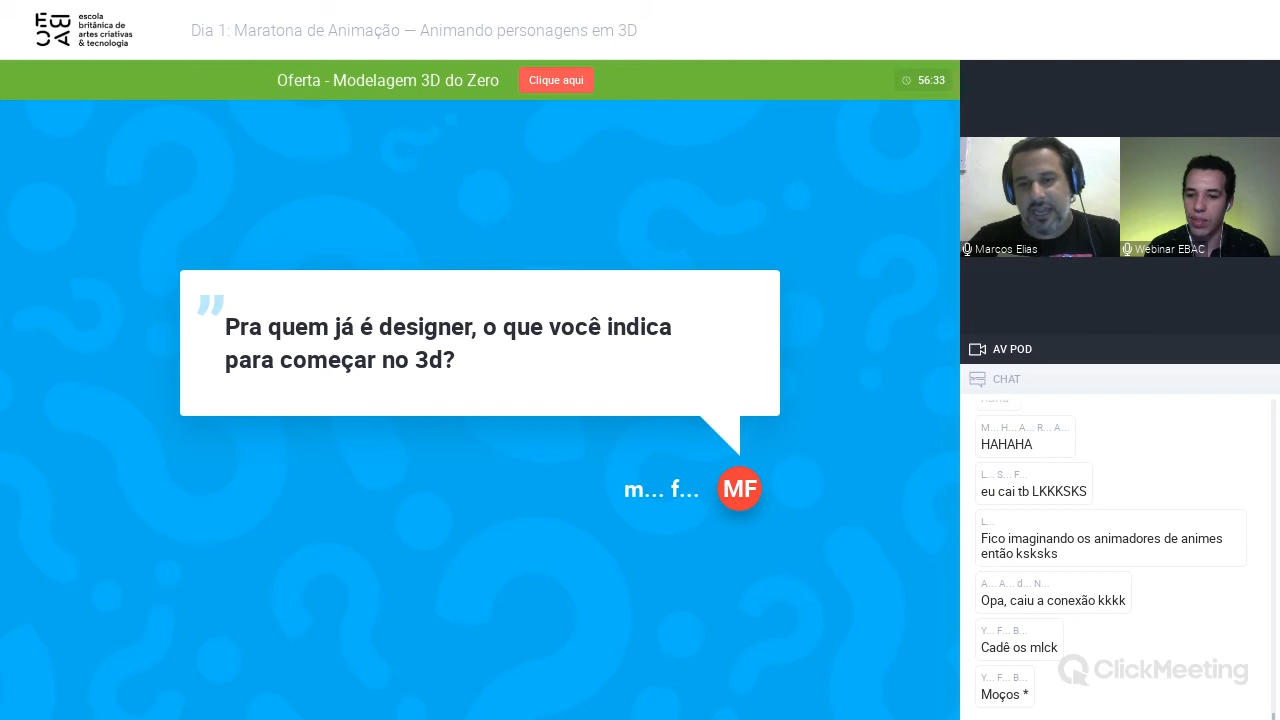 EBAC
escola
britânica de
artes criativas
& tecnologia
Dia 1: Maratona de Animação — Animando personagens em 3D
Oferta - Modelagem 3D do Zero
Clique aqui
56:33
”
Pra quem já é designer, o que você indica
para começar no 3d?
m... f...
MF
Marcos Elias
Webinar EBAC
AV POD
CHAT
M... H... A... R... A...
HAHAHA
L... S... F...
eu cai tb LKKKSKS
L...
Fico imaginando os animadores de animes
então ksksks
A... A... d... N...
Opa, caiu a conexão kkkk
Y... F... B...
Cadê os mlck
Y... F... B...
Moços *
ClickMeeting